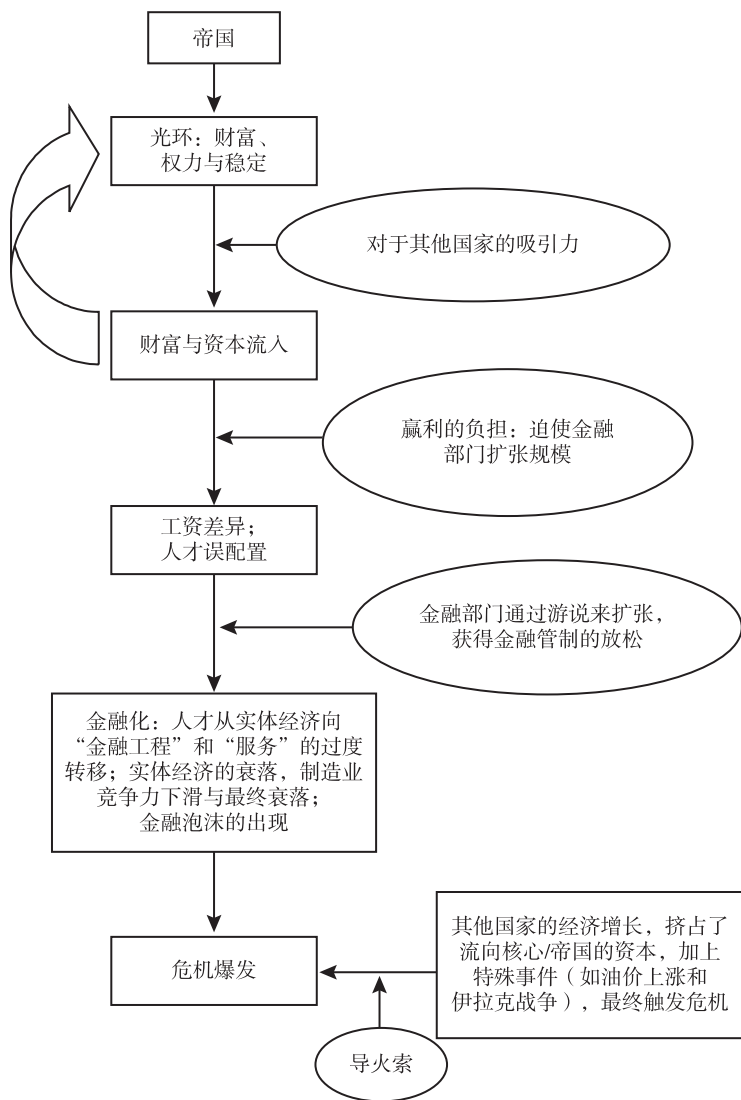 帝国
光环：财富、
权力与稳定
对于其他国家的吸引力
财富与资本流入
赢利的负担：迫使金融
部门扩张规模
工资差异；
人才误配置
金融部门通过游说来扩张，
获得金融管制的放松
金融化：人才从实体经济向
“金融工程”和“服务”的过度
转移；实体经济的衰落，制造业
竞争力下滑与最终衰落；
金融泡沫的出现
其他国家的经济增长，挤占了
流向核心/帝国的资本，加上
特殊事件（如油价上涨和
伊拉克战争），最终触发危机
危机爆发
导火索